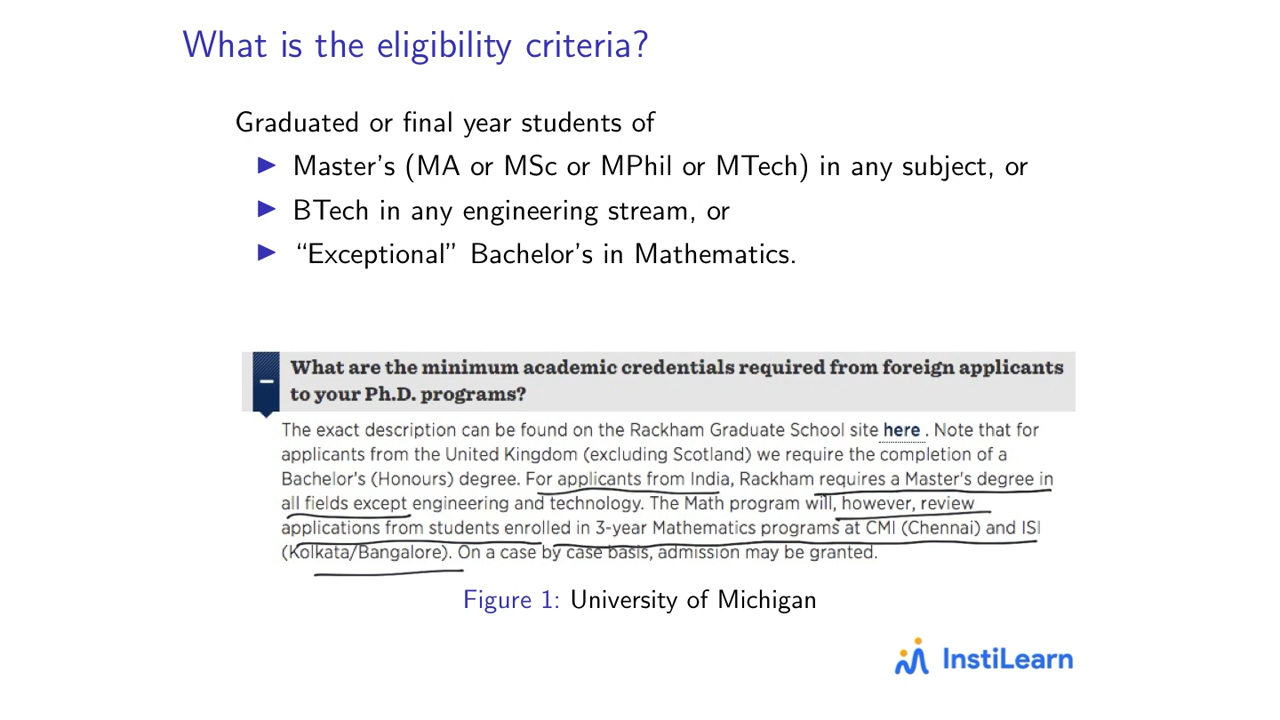 What is the eligibility criteria?
Graduated or final year students of
Master's (MA or MSc or MPhil or MTech) in any subject, or
BTech in any engineering stream, or
“Exceptional” Bachelor's in Mathematics.
What are the minimum academic credentials required from foreign applicants
to your Ph.D. programs?
The exact description can be found on the Rackham Graduate School site here . Note that for
applicants from the United Kingdom (excluding Scotland) we require the completion of a
Bachelor's (Honours) degree. For applicants from India, Rackham requires a Master's degree in
all fields except engineering and technology. The Math program will, however, review
applications from students enrolled in 3-year Mathematics programs at CMI (Chennai) and ISI
(Kolkata/Bangalore). On a case by case basis, admission may be granted.
Figure 1: University of Michigan
InstiLearn